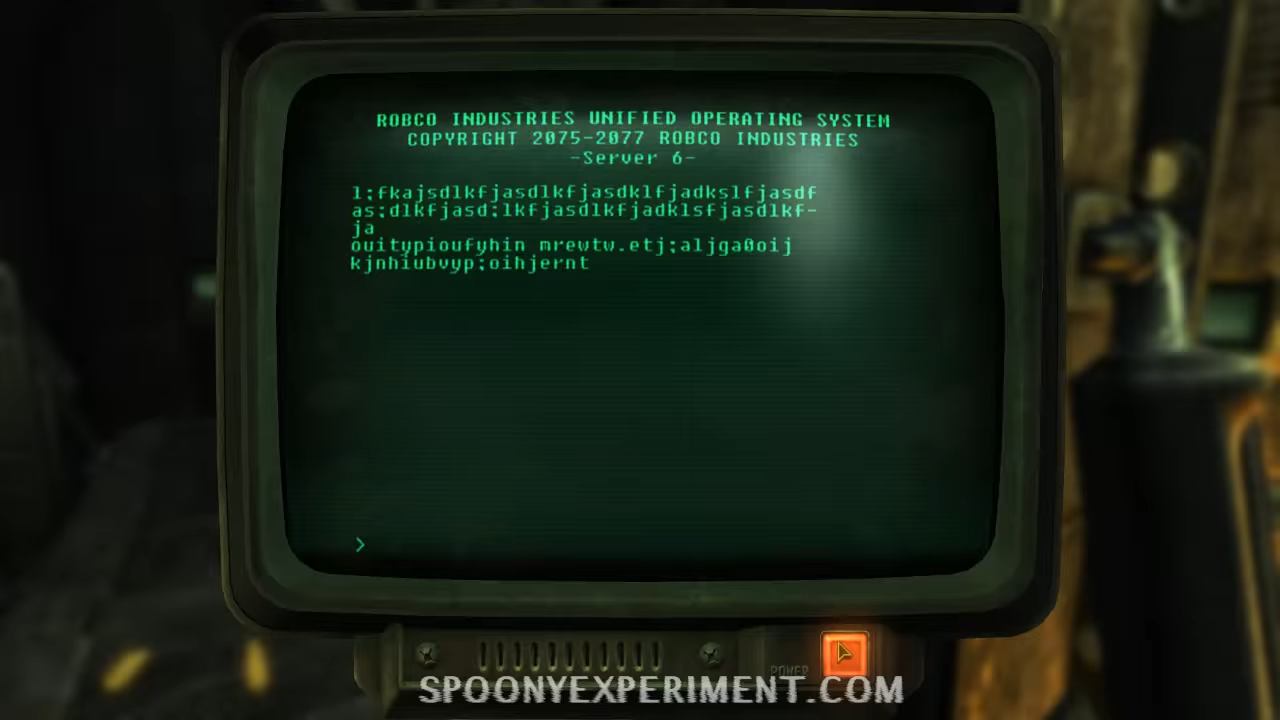 ROBCO INDUSTRIES UNIFIED OPERATING SYSTEM
COPYRIGHT 2075-2077 ROBCO INDUSTRIES
-Server 6-
l;fkajsdlkfjasdlkfjasdklfjadkslfjasdf
as;dlkfjasd;lkfjasdlkfjadklsfjasdlkf-
ja
ouitypioufyhin mrewtw.etj;aljga0oij
kjnhiubvyp;oihjernt
>
POWER
SPOONYEXPERIMENT.COM